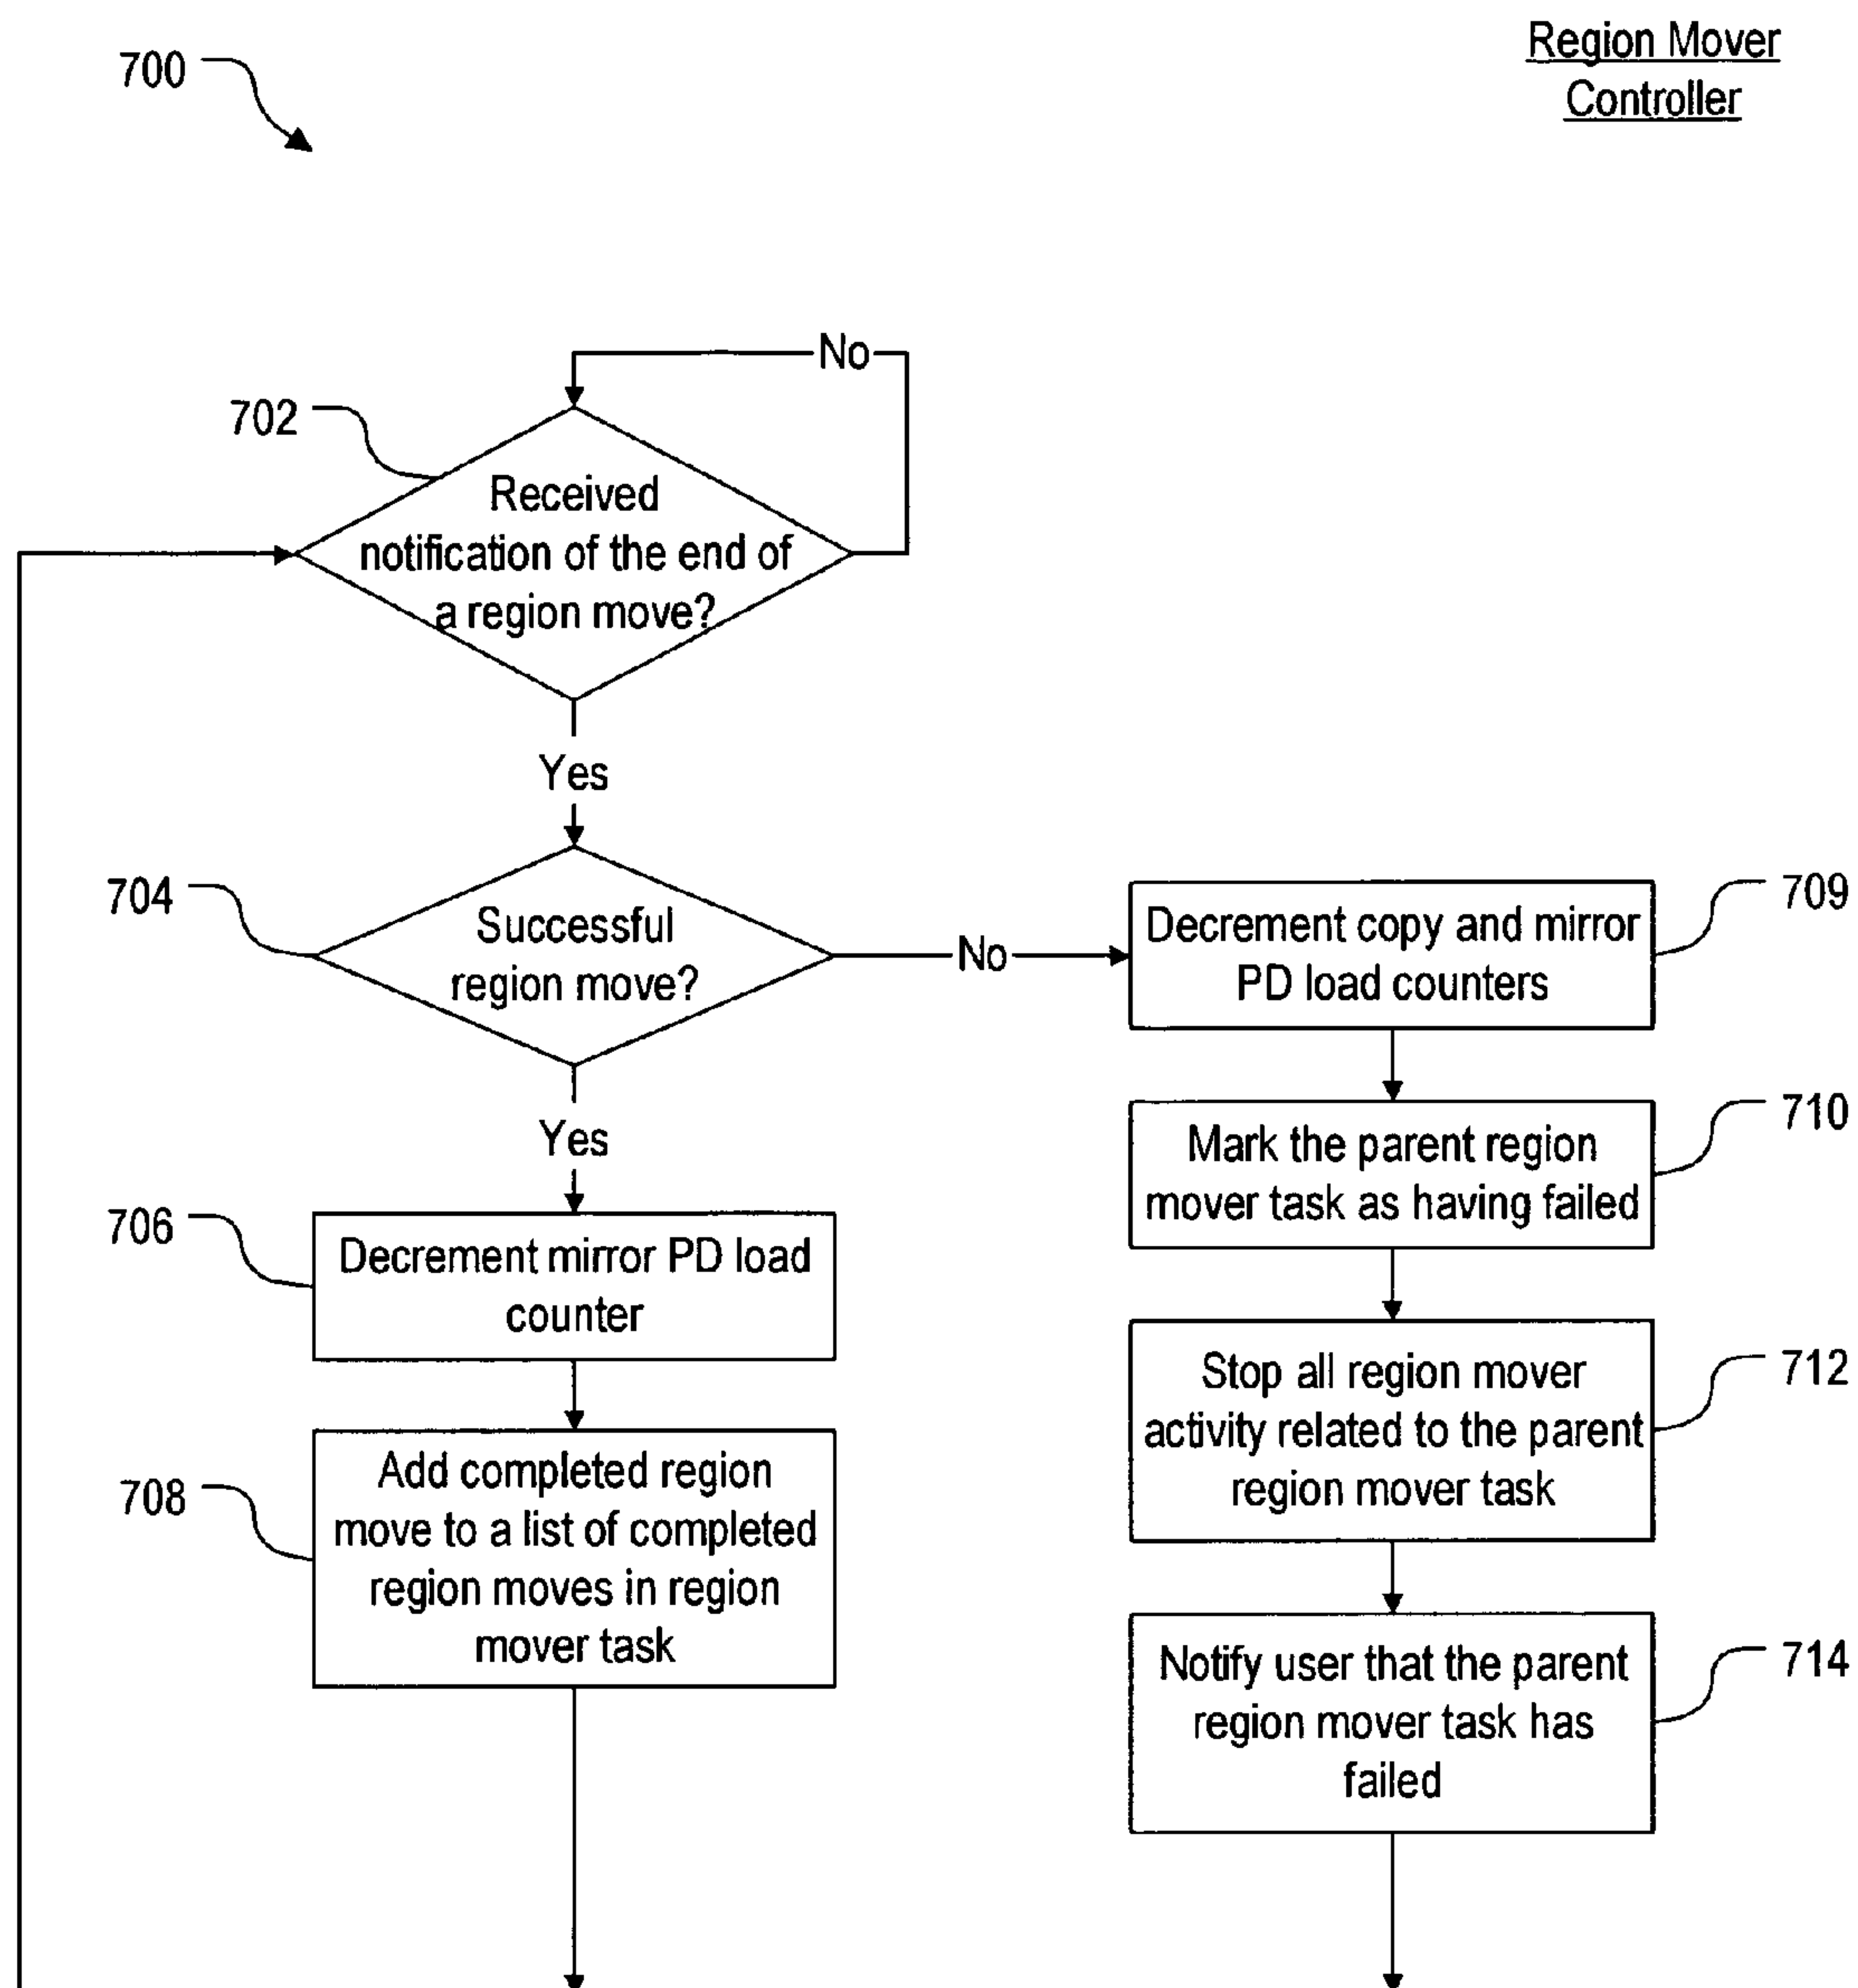 700
Region Mover
Controller
No
702
Received
notification of the end of
a region move?
Yes
704
Successful
region move?
No
Decrement copy and mirror
PD load counters
709
Yes
Mark the parent region
mover task as having failed
710
706
Decrement mirror PD load
counter
Stop all region mover
activity related to the parent
region mover task
712
708
Add completed region
move to a list of completed
region moves in region
mover task
Notify user that the parent
region mover task has
failed
714